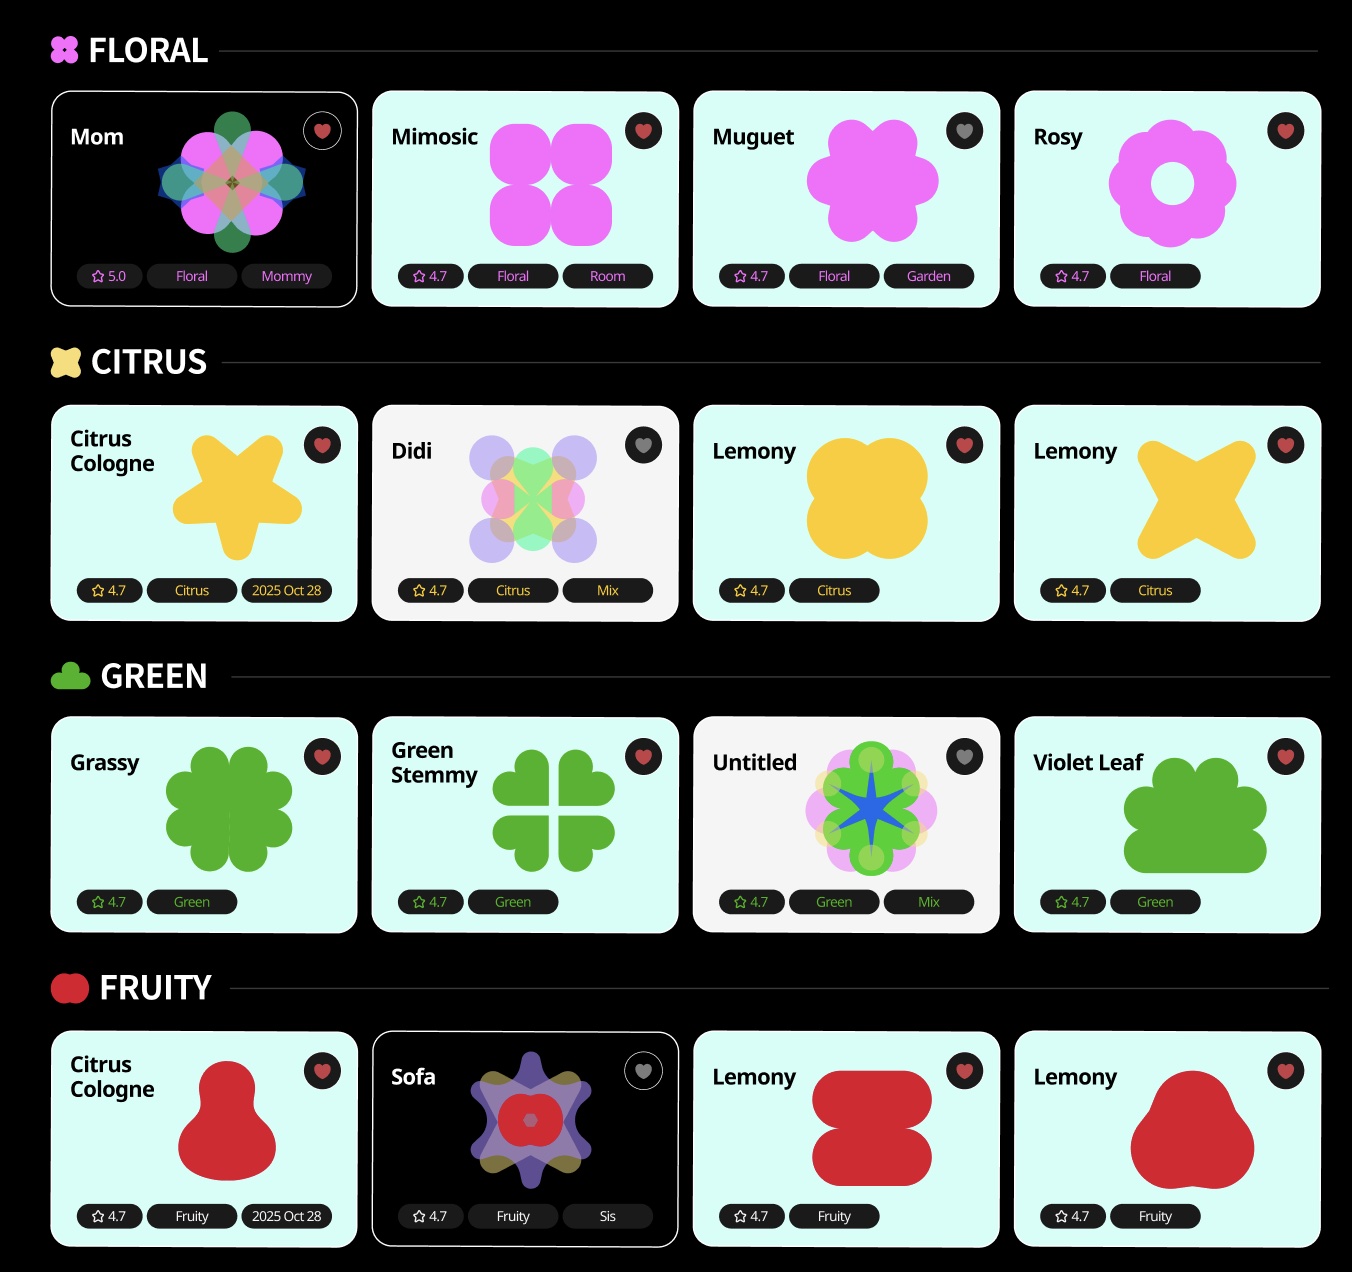 FLORAL
Mom
5.0 Floral Mommy
Mimosic
4.7 Floral Room
Muguet
4.7 Floral Garden
Rosy
4.7 Floral
CITRUS
Citrus
Cologne
4.7 Citrus 2025 Oct 28
Didi
4.7 Citrus Mix
Lemony
4.7 Citrus
Lemony
4.7 Citrus
GREEN
Grassy
4.7 Green
Green
Stemmy
4.7 Green
Untitled
4.7 Green Mix
Violet Leaf
4.7 Green
FRUITY
Citrus
Cologne
4.7 Fruity 2025 Oct 28
Sofa
4.7 Fruity Sis
Lemony
4.7 Fruity
Lemony
4.7 Fruity